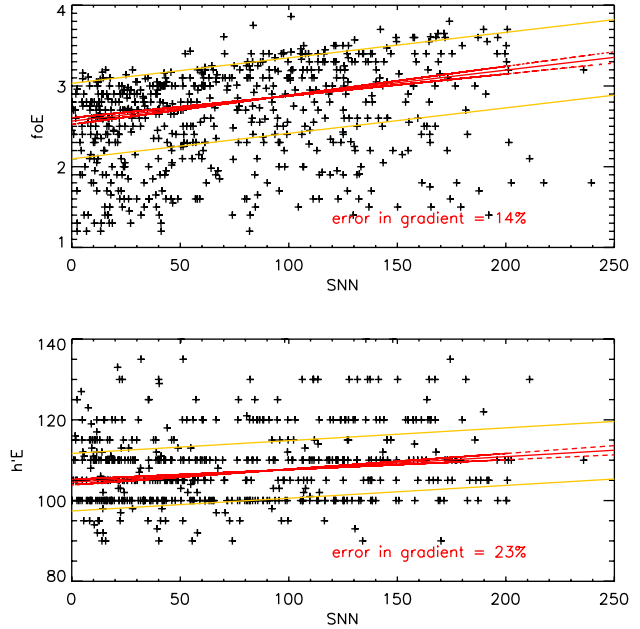 4
3
2
1
foE
error in gradient = 14%
0 50 100 150 200 250
SNN
140
120
100
80
h'E
error in gradient = 23%
0 50 100 150 200 250
SNN